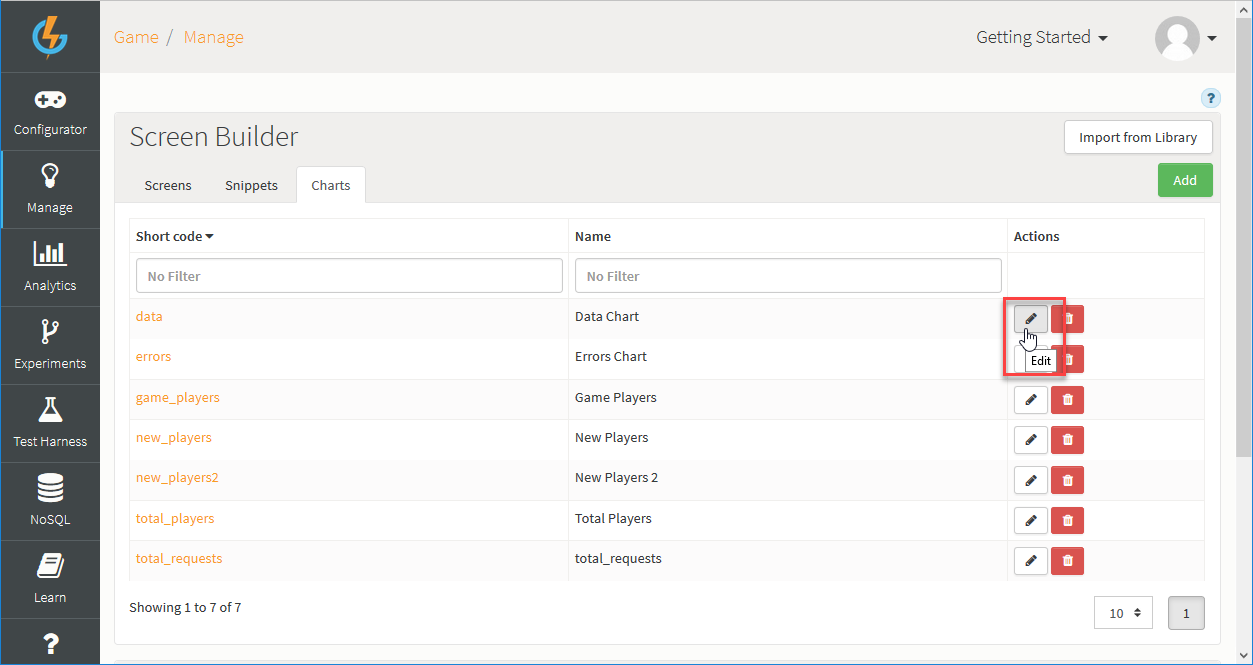 Game / Manage
Getting Started
Configurator
Manage
Analytics
Experiments
Test Harness
NoSQL
Learn
?
?
Screen Builder
Import from Library
Screens Snippets Charts
Add
Short code Name Actions
No Filter No Filter
data Data Chart
errors Errors Chart
Edit
game_players Game Players
new_players New Players
new_players2 New Players 2
total_players Total Players
total_requests total_requests
Showing 1 to 7 of 7
10 1